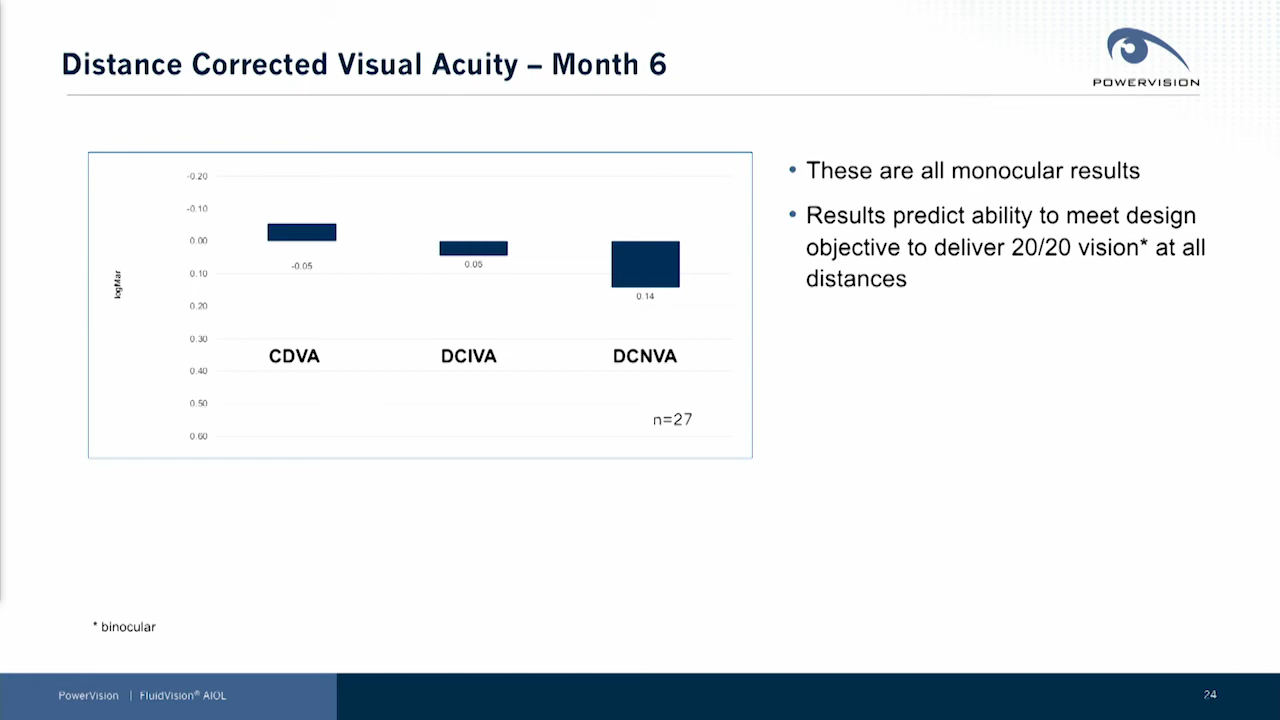 Distance Corrected Visual Acuity – Month 6
POWERVISION
-0.20
-0.10
0.00
0.10
0.20
0.30
0.40
0.50
0.60
logMar
-0.05
0.05
0.14
CDVA
DCIVA
DCNVA
n=27
• These are all monocular results
• Results predict ability to meet design
objective to deliver 20/20 vision* at all
distances
* binocular
PowerVision | FluidVision® AIOL
24